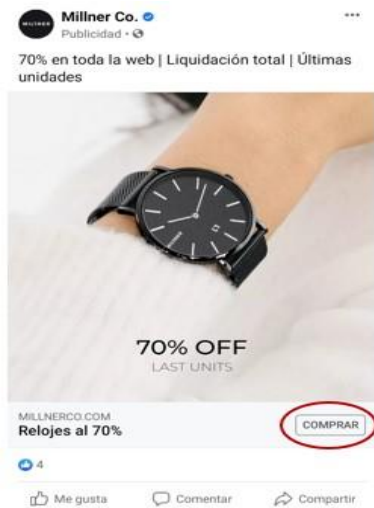 MILLNER
Millner Co.
Publicidad
70% en toda la web | Liquidación total | Últimas
unidades
70% OFF
LAST UNITS
MILLNERCO.COM
Relojes al 70%
COMPRAR
4
Me gusta
Comentar
Compartir